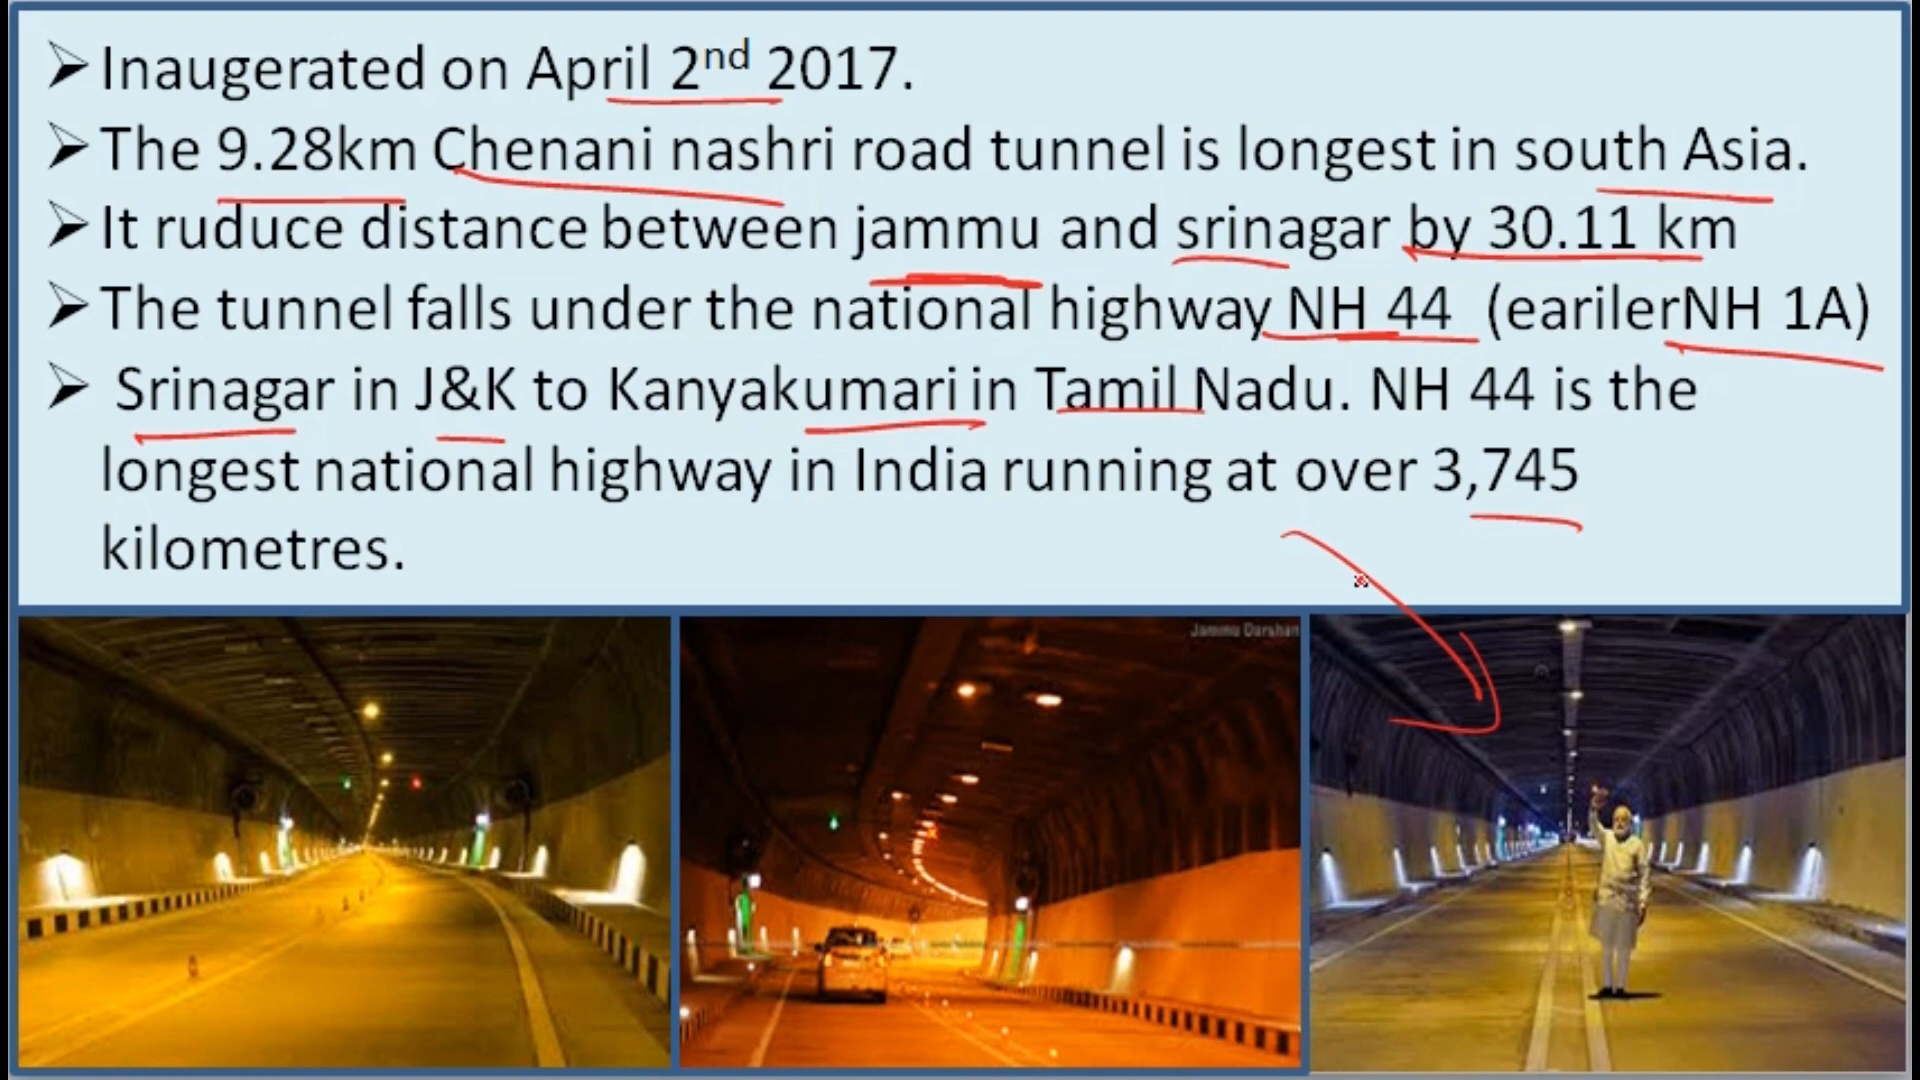 ➢Inaugerated on April 2nd 2017.
➢The 9.28km Chenani nashri road tunnel is longest in south Asia.
➢It ruduce distance between jammu and srinagar by 30.11 km
➢The tunnel falls under the national highway NH 44 (earilerNH 1A)
➢ Srinagar in J&K to Kanyakumari in Tamil Nadu. NH 44 is the
longest national highway in India running at over 3,745
kilometres.
Jammu Darshan